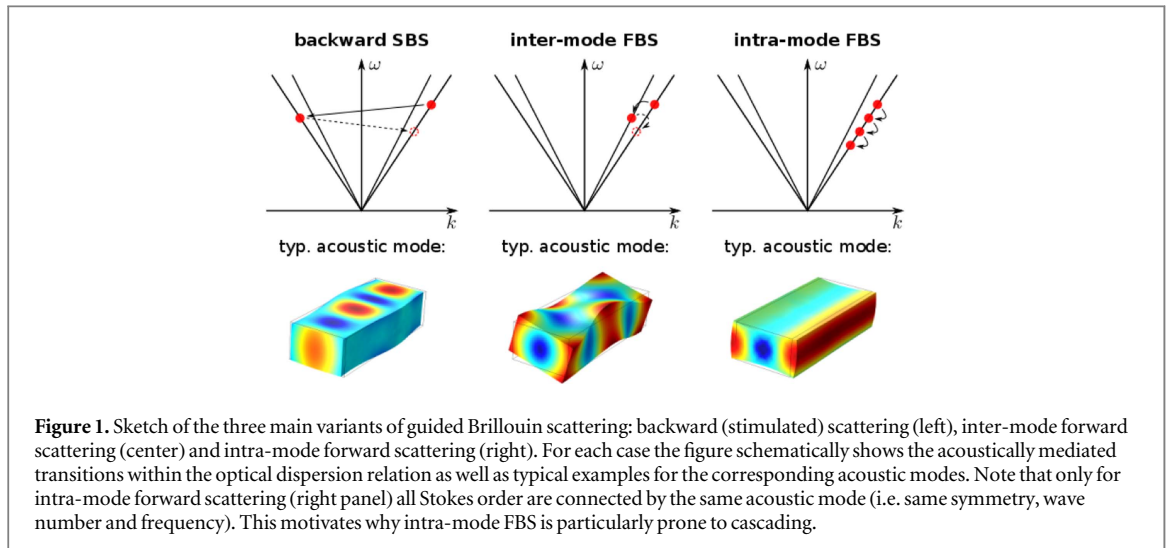 backward SBS inter-mode FBS intra-mode FBS
ω ω ω
k k k
typ. acoustic mode: typ. acoustic mode: typ. acoustic mode:
Figure 1. Sketch of the three main variants of guided Brillouin scattering: backward (stimulated) scattering (left), inter-mode forward
scattering (center) and intra-mode forward scattering (right). For each case the figure schematically shows the acoustically mediated
transitions within the optical dispersion relation as well as typical examples for the corresponding acoustic modes. Note that only for
intra-mode forward scattering (right panel) all Stokes order are connected by the same acoustic mode (i.e. same symmetry, wave
number and frequency). This motivates why intra-mode FBS is particularly prone to cascading.